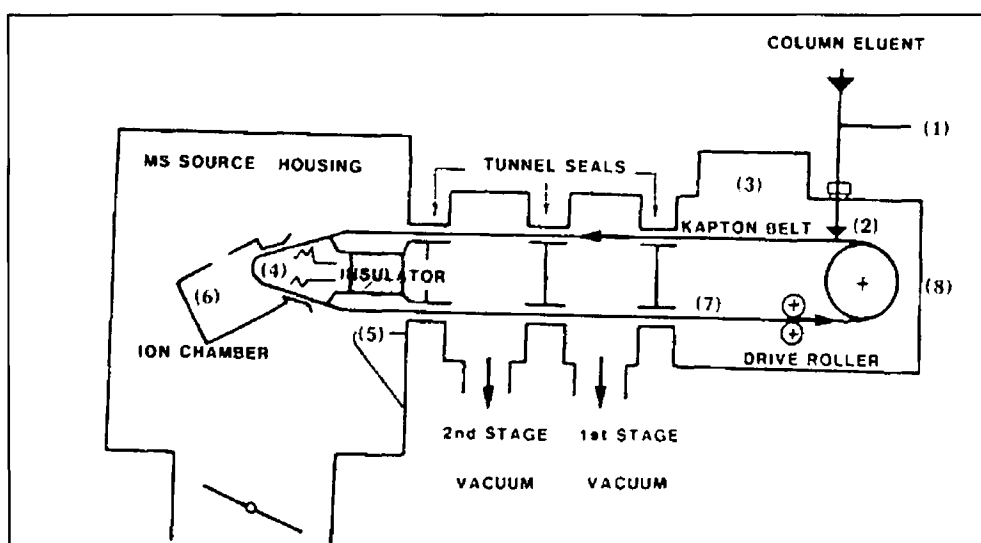 COLUMN ELUENT
(1)
MS SOURCE HOUSING
TUNNEL SEALS
(3)
KAPTON BELT
(2)
(4)
INSULATOR
(6)
(7)
(8)
(5)
ION CHAMBER
DRIVE ROLLER
2nd STAGE
VACUUM
1st STAGE
VACUUM